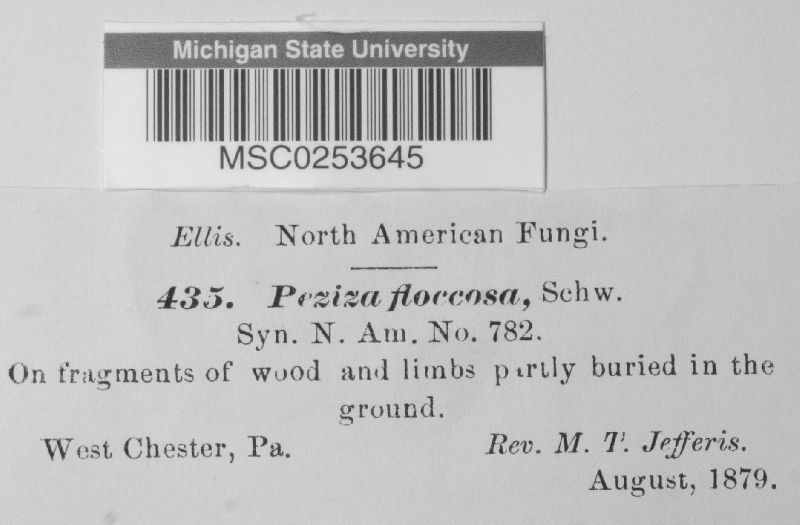 Michigan State University
MSC0253645
Ellis. North American Fungi.
435. Peziza floccosa, Schw.
Syn. N. Am. No. 782.
On fragments of wood and limbs partly buried in the
ground.
West Chester, Pa. Rev. M. T. Jefferis.
August, 1879.